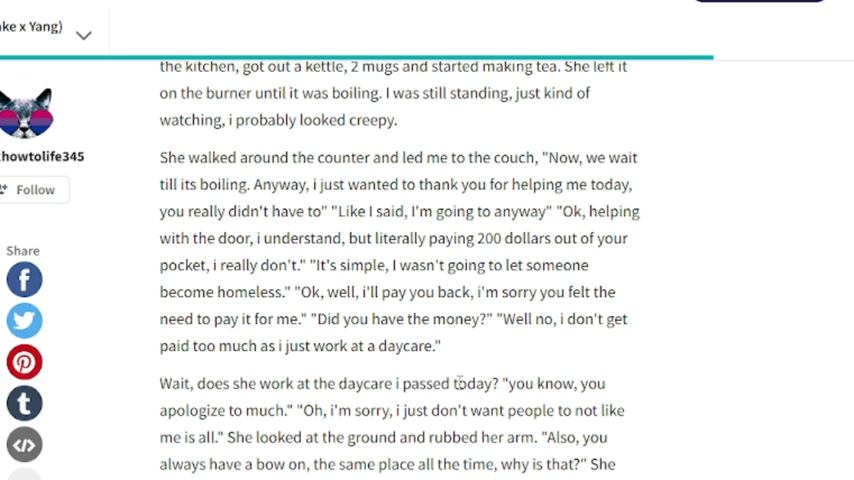 ke x Yang)
the kitchen, got out a kettle, 2 mugs and started making tea. She left it
on the burner until it was boiling. I was still standing, just kind of
watching, i probably looked creepy.
howtolife345
Follow
She walked around the counter and led me to the couch, "Now, we wait
till its boiling. Anyway, i just wanted to thank you for helping me today,
you really didn't have to" "Like I said, I'm going to anyway" "Ok, helping
with the door, i understand, but literally paying 200 dollars out of your
pocket, i really don't." "It's simple, I wasn't going to let someone
become homeless." "Ok, well, i'll pay you back, i'm sorry you felt the
need to pay it for me." "Did you have the money?" "Well no, i don't get
paid too much as i just work at a daycare."
Share
Wait, does she work at the daycare i passed today? "you know, you
apologize to much." "Oh, i'm sorry, i just don't want people to not like
me is all." She looked at the ground and rubbed her arm. "Also, you
always have a bow on, the same place all the time, why is that?" She